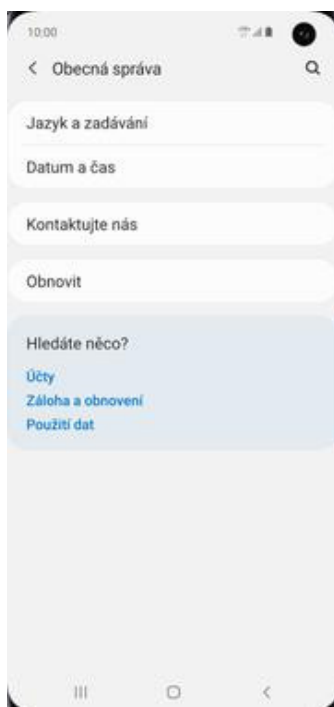 10:00
Obecná správa
Jazyk a zadávání
Datum a čas
Kontaktujte nás
Obnovit
Hledáte něco?
Účty
Záloha a obnovení
Použití dat